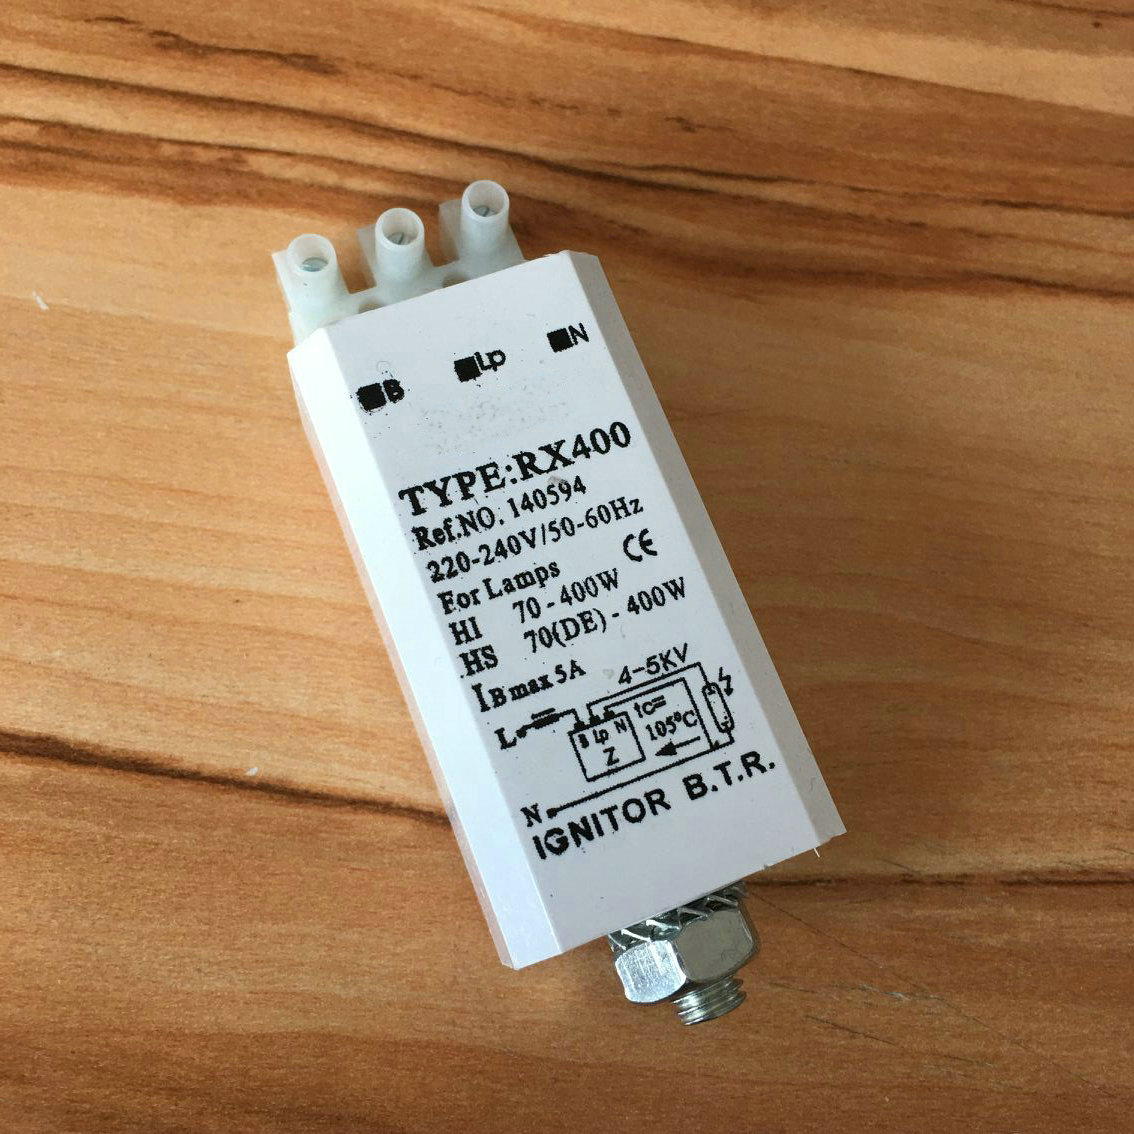 B Lp N
TYPE:RX400
Ref.NO. 140594
220-240V/50-60Hz
For Lamps CE
HI 70-400W
HS 70(DE)-400W
IB max 5A
4-5KV
tc=
105°C
L
B Lp N
Z
N
IGNITOR B.T.R.